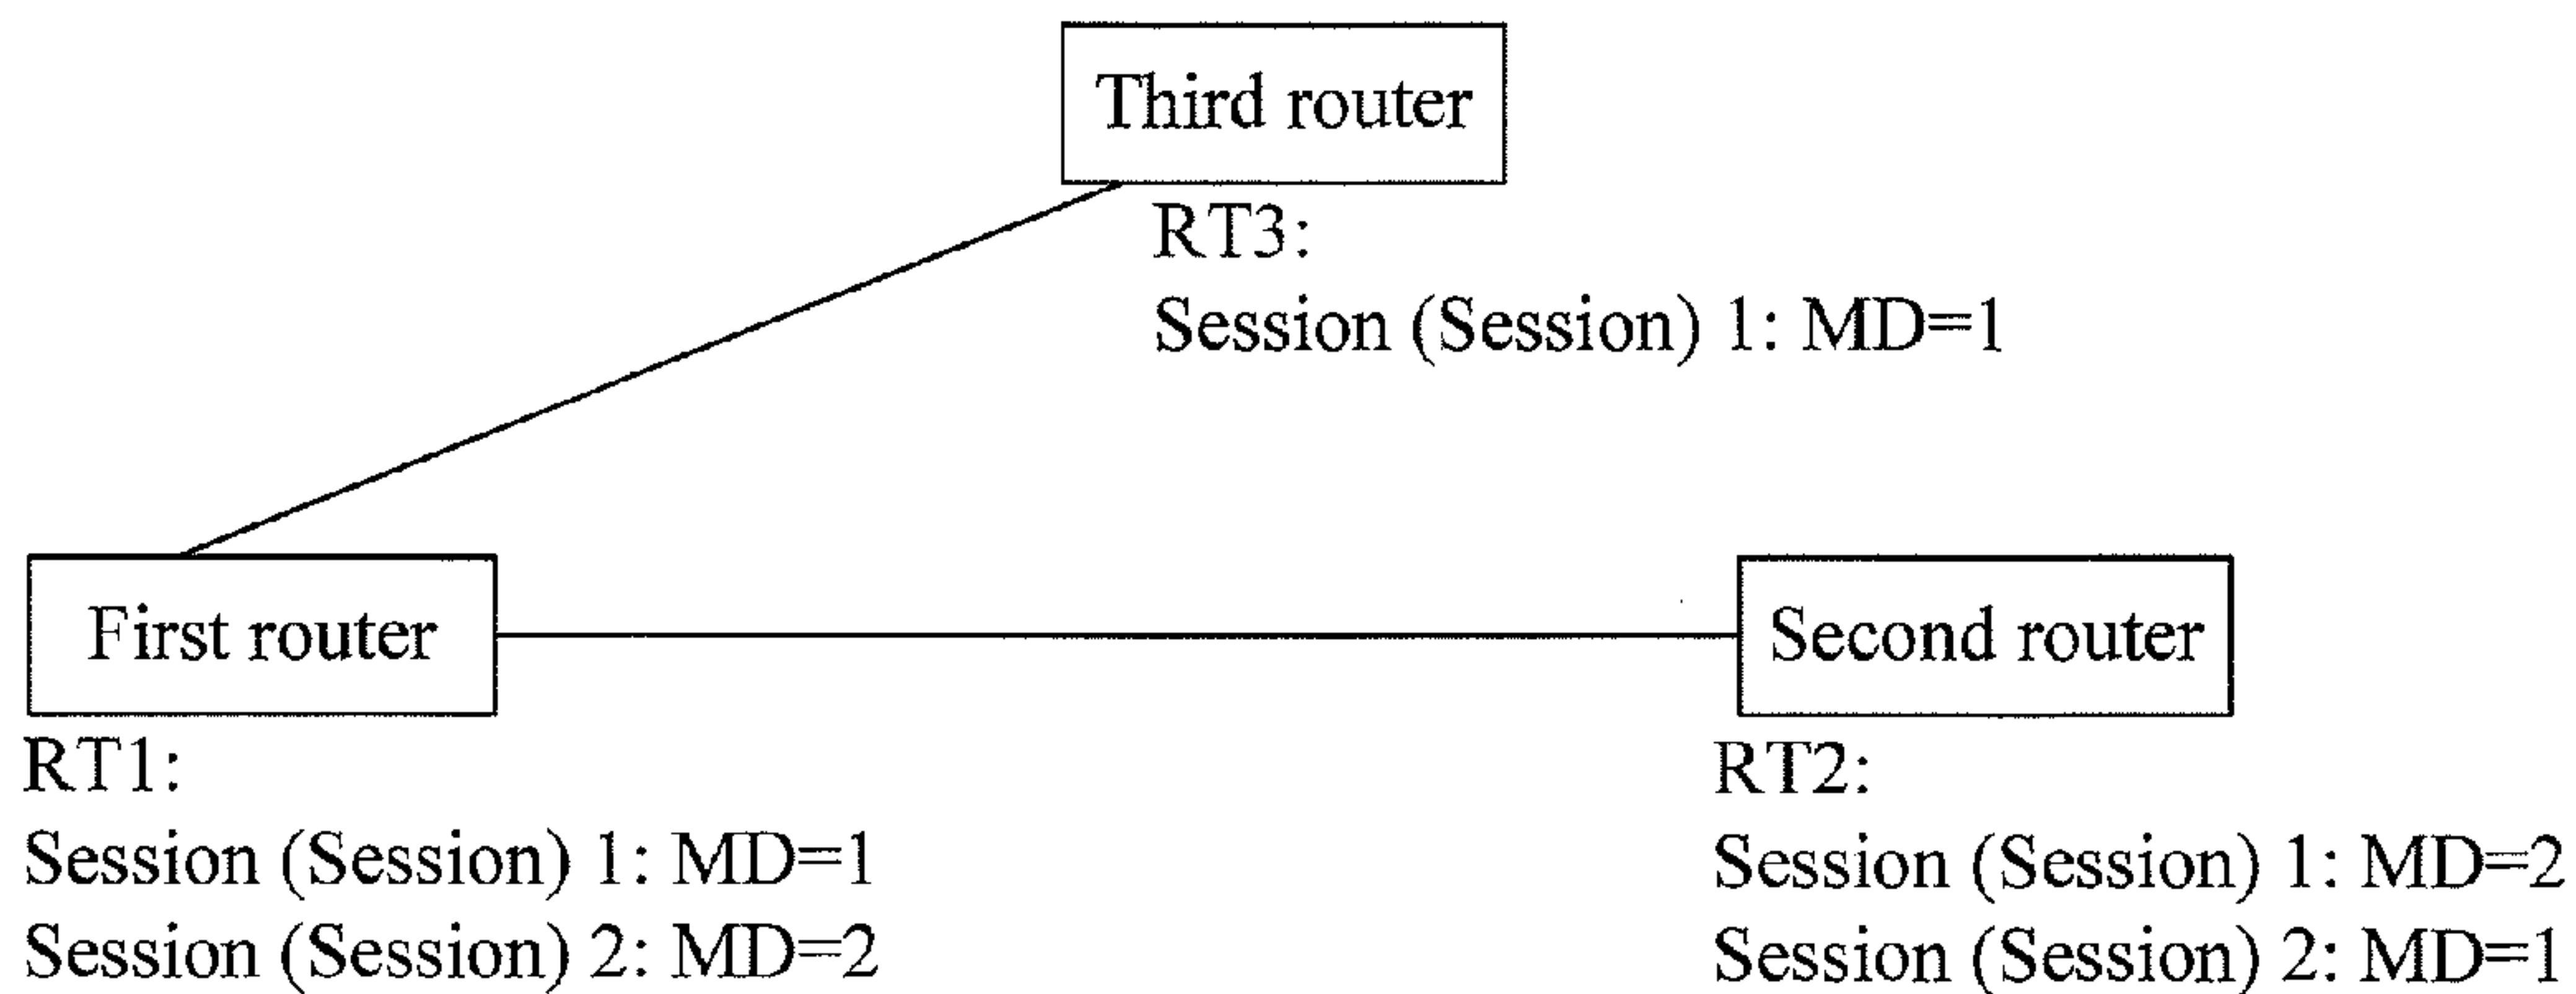 Third router
RT3:
Session (Session) 1: MD=1
First router
Second router
RT1:
Session (Session) 1: MD=1
Session (Session) 2: MD=2
RT2:
Session (Session) 1: MD=2
Session (Session) 2: MD=1